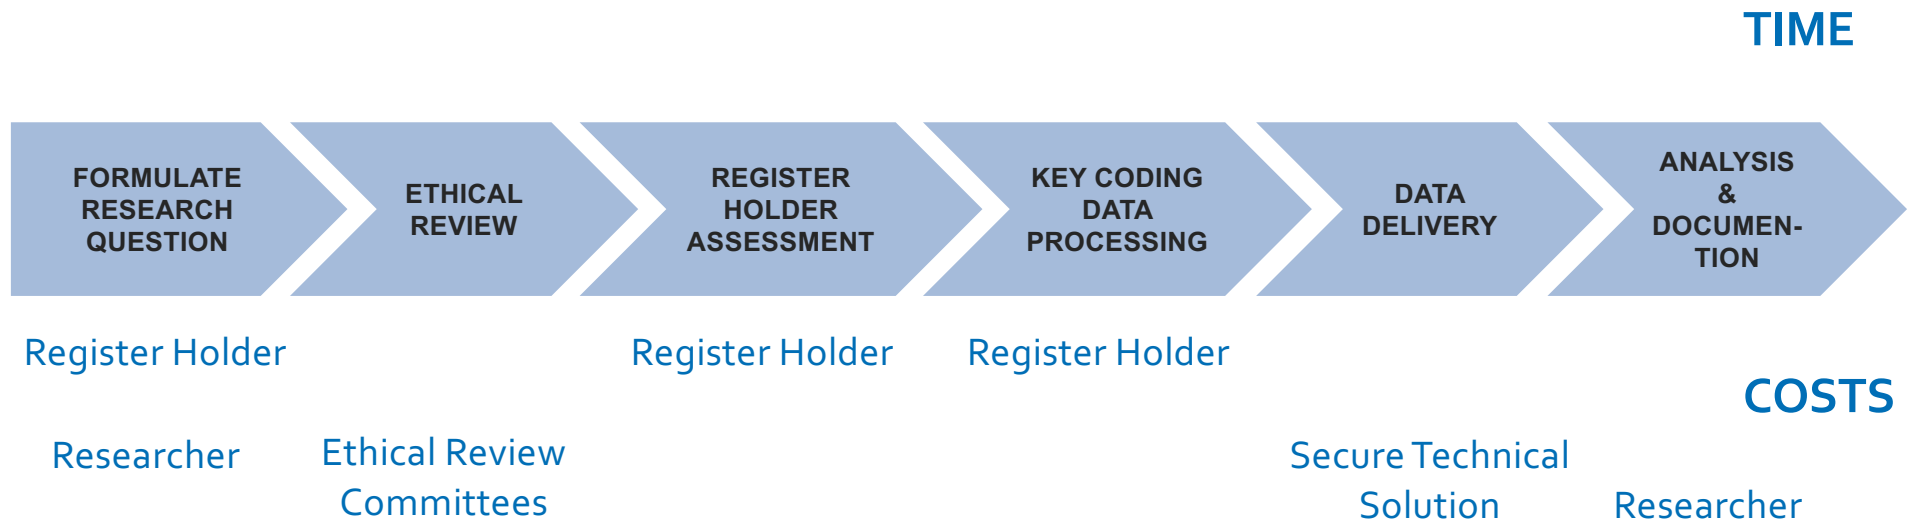 TIME
FORMULATE
RESEARCH
QUESTION
ETHICAL
REVIEW
REGISTER
HOLDER
ASSESSMENT
KEY CODING
DATA
PROCESSING
DATA
DELIVERY
ANALYSIS
&
DOCUMEN-
TION
Register Holder
Register Holder
Register Holder
COSTS
Researcher
Ethical Review
Committees
Secure Technical
Solution
Researcher